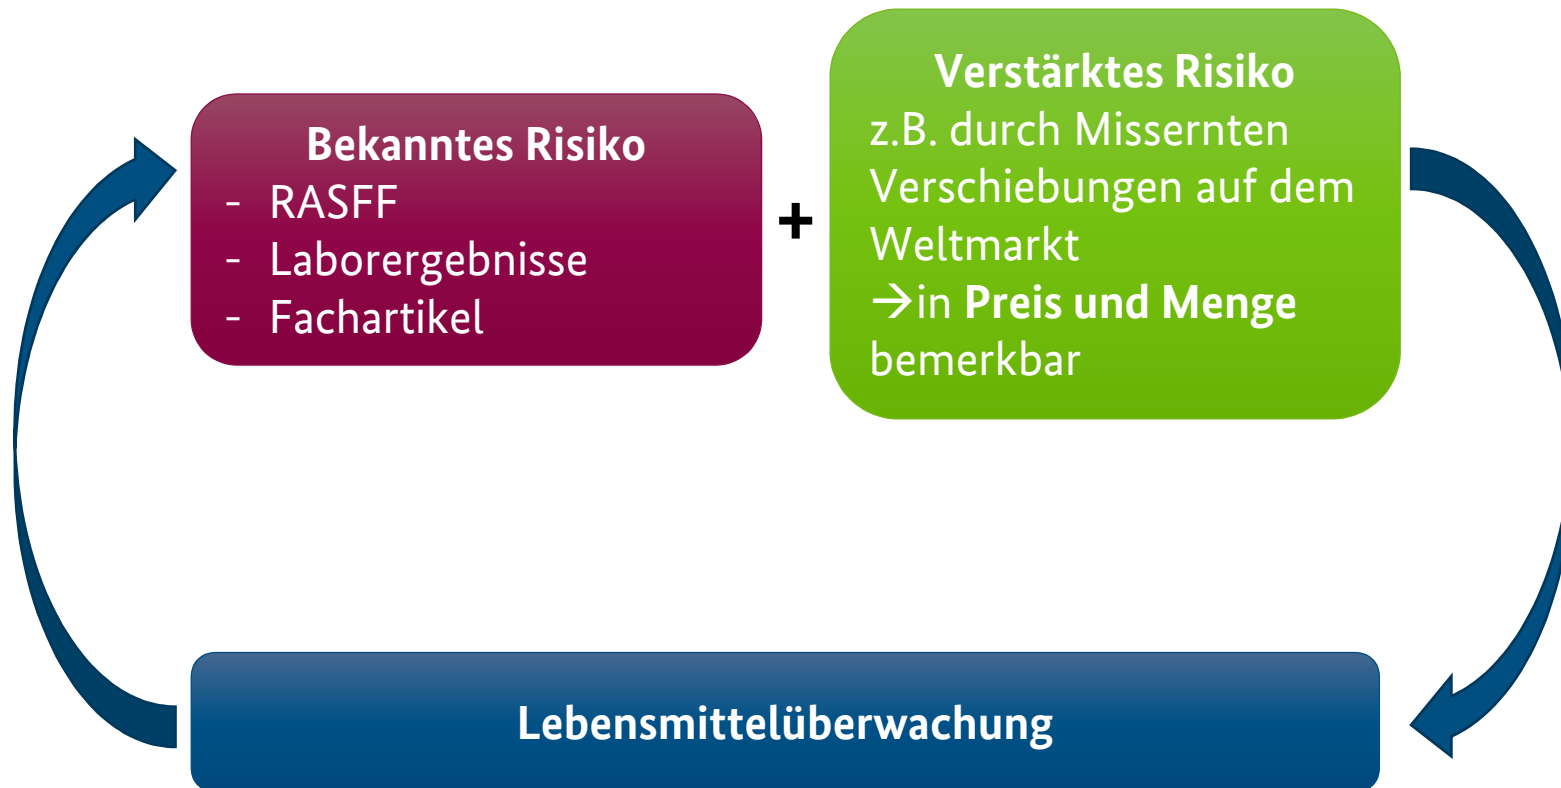 Bekanntes Risiko
- RASFF
- Laborergebnisse
- Fachartikel
+
Verstärktes Risiko
z.B. durch Missernten
Verschiebungen auf dem
Weltmarkt
→in Preis und Menge
bemerkbar
Lebensmittelüberwachung